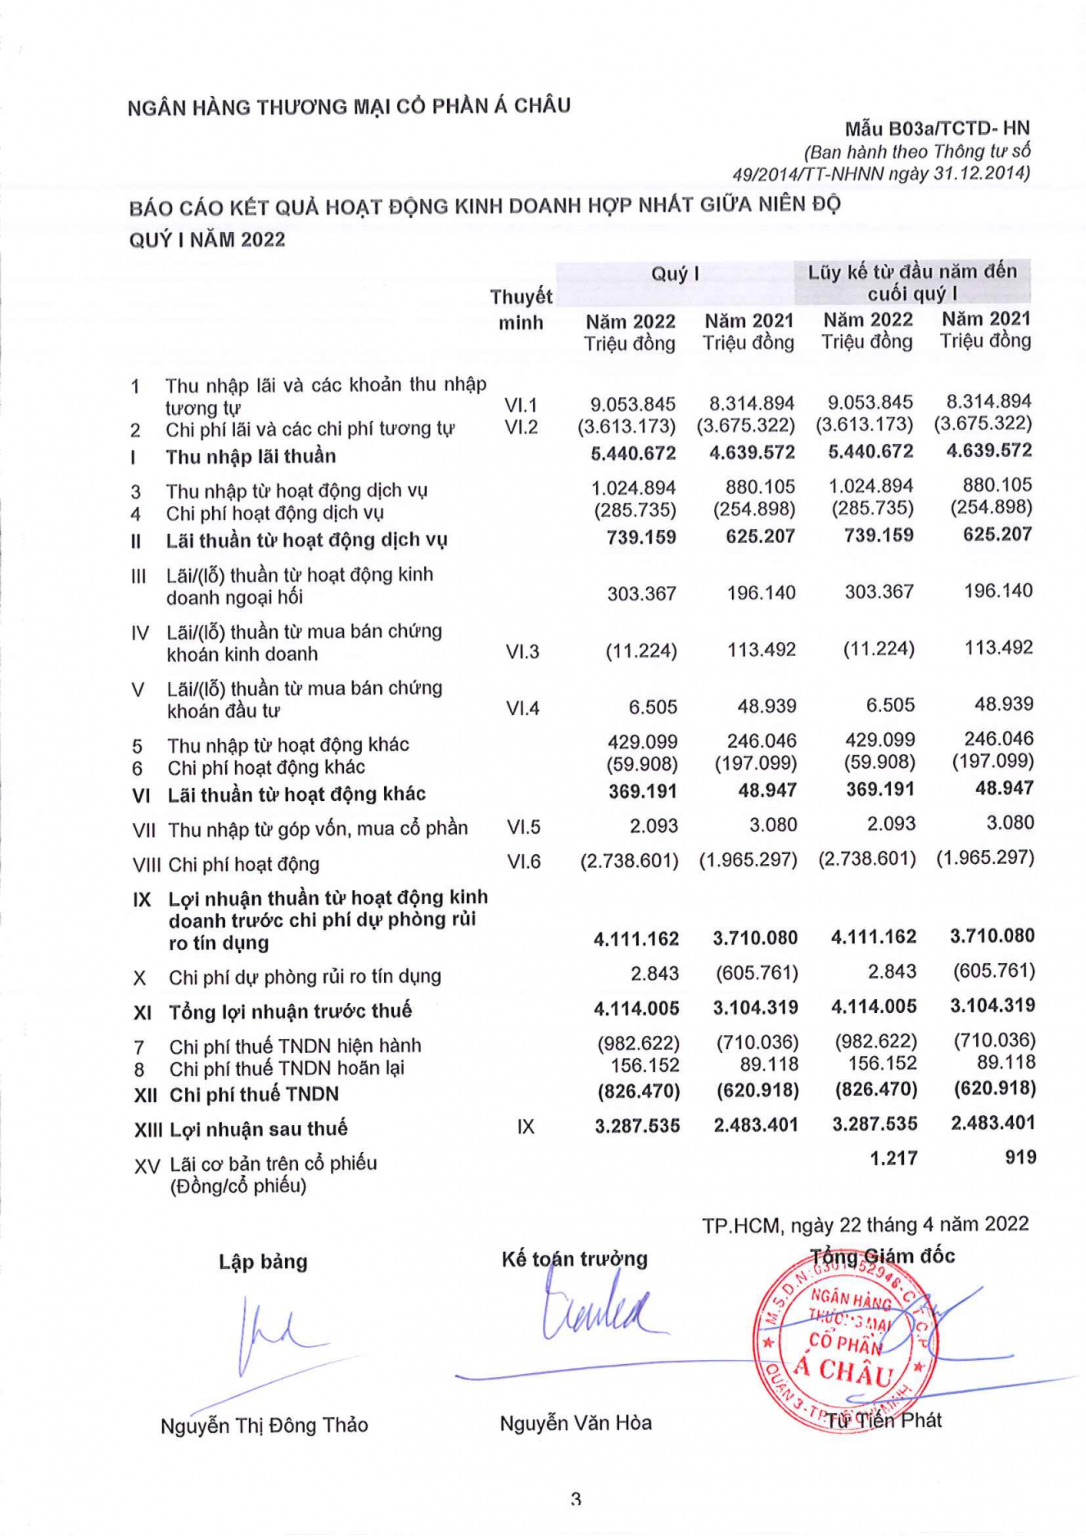 NGÂN HÀNG THƯƠNG MẠI CỔ PHẦN Á CHÂU
Mẫu B03a/TCTD- HN
(Ban hành theo Thông tư số
49/2014/TT-NHNN ngày 31.12.2014)
BÁO CÁO KẾT QUẢ HOẠT ĐỘNG KINH DOANH HỢP NHẤT GIỮA NIÊN ĐỘ
QUÝ I NĂM 2022
Quý I Lũy kế từ đầu năm đến
cuối quý I
Thuyết
minh Năm 2022 Năm 2021 Năm 2022 Năm 2021
Triệu đồng Triệu đồng Triệu đồng Triệu đồng
1 Thu nhập lãi và các khoản thu nhập
tương tự VI.1 9.053.845 8.314.894 9.053.845 8.314.894
2 Chi phí lãi và các chi phí tương tự VI.2 (3.613.173) (3.675.322) (3.613.173) (3.675.322)
I Thu nhập lãi thuần 5.440.672 4.639.572 5.440.672 4.639.572
3 Thu nhập từ hoạt động dịch vụ 1.024.894 880.105 1.024.894 880.105
4 Chi phí hoạt động dịch vụ (285.735) (254.898) (285.735) (254.898)
II Lãi thuần từ hoạt động dịch vụ 739.159 625.207 739.159 625.207
III Lãi/(lỗ) thuần từ hoạt động kinh
doanh ngoại hối 303.367 196.140 303.367 196.140
IV Lãi/(lỗ) thuần từ mua bán chứng
khoán kinh doanh VI.3 (11.224) 113.492 (11.224) 113.492
V Lãi/(lỗ) thuần từ mua bán chứng
khoán đầu tư VI.4 6.505 48.939 6.505 48.939
5 Thu nhập từ hoạt động khác 429.099 246.046 429.099 246.046
6 Chi phí hoạt động khác (59.908) (197.099) (59.908) (197.099)
VI Lãi thuần từ hoạt động khác 369.191 48.947 369.191 48.947
VII Thu nhập từ góp vốn, mua cổ phần VI.5 2.093 3.080 2.093 3.080
VIII Chi phí hoạt động VI.6 (2.738.601) (1.965.297) (2.738.601) (1.965.297)
IX Lợi nhuận thuần từ hoạt động kinh
doanh trước chi phí dự phòng rủi
ro tín dụng 4.111.162 3.710.080 4.111.162 3.710.080
X Chi phí dự phòng rủi ro tín dụng 2.843 (605.761) 2.843 (605.761)
XI Tổng lợi nhuận trước thuế 4.114.005 3.104.319 4.114.005 3.104.319
7 Chi phí thuế TNDN hiện hành (982.622) (710.036) (982.622) (710.036)
8 Chi phí thuế TNDN hoãn lại 156.152 89.118 156.152 89.118
XII Chi phí thuế TNDN (826.470) (620.918) (826.470) (620.918)
XIII Lợi nhuận sau thuế IX 3.287.535 2.483.401 3.287.535 2.483.401
XV Lãi cơ bản trên cổ phiếu 1.217 919
(Đồng/cổ phiếu)
TP.HCM, ngày 22 tháng 4 năm 2022
Lập bảng Kế toán trưởng Tổng Giám đốc
M.S.D.N:0301452948-C.T.C.P
NGÂN HÀNG
THƯƠNG MẠI
CỔ PHẦN
Á CHÂU
QUẬN 3-TP.HỒ CHÍ MINH
Nguyễn Thị Đông Thảo Nguyễn Văn Hòa Từ Tiến Phát
3